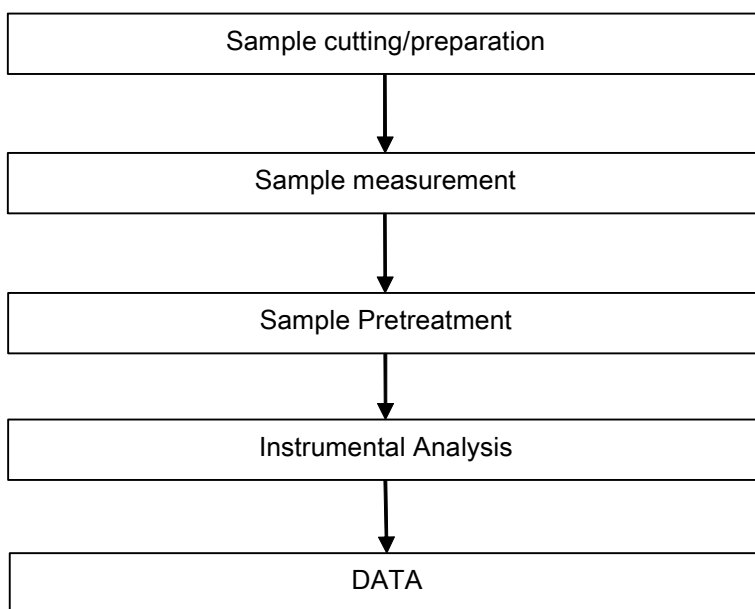 Sample cutting/preparation
Sample measurement
Sample Pretreatment
Instrumental Analysis
DATA